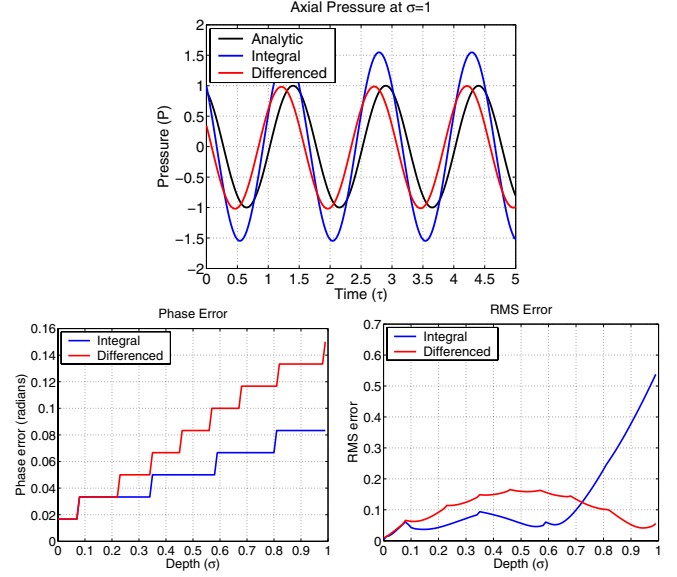 Axial Pressure at σ=1
Analytic
Integral
Differenced
Pressure (P)
2
1.5
1
0.5
0
−0.5
−1
−1.5
−2
0 0.5 1 1.5 2 2.5 3 3.5 4 4.5 5
Time (τ)
Phase Error
Integral
Differenced
Phase error (radians)
0.16
0.14
0.12
0.1
0.08
0.06
0.04
0.02
0
0 0.1 0.2 0.3 0.4 0.5 0.6 0.7 0.8 0.9 1
Depth (σ)
RMS Error
Integral
Differenced
RMS error
0.7
0.6
0.5
0.4
0.3
0.2
0.1
0
0 0.1 0.2 0.3 0.4 0.5 0.6 0.7 0.8 0.9 1
Depth (σ)